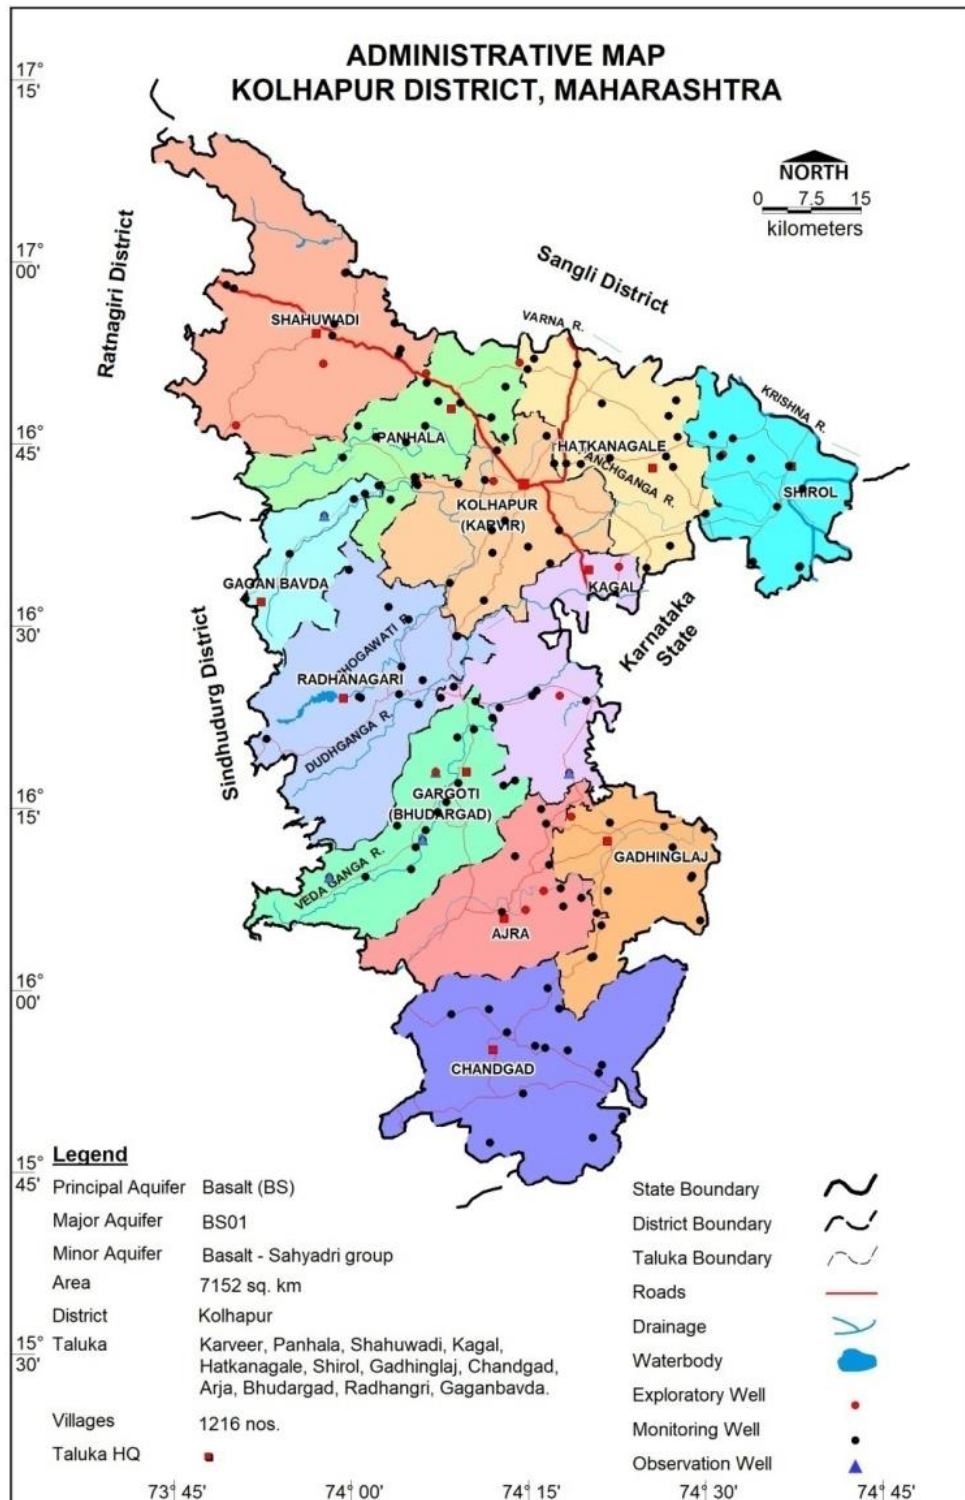 ADMINISTRATIVE MAP
KOLHAPUR DISTRICT, MAHARASHTRA
17°
15'
NORTH
0 7.5 15
kilometers
17°
00'
Ratnagiri District
Sangli District
VARNA R.
SHAHUWADI
KRISHNA R.
16°
45'
PANHALA
HATKANAGALE
ANCHGANGA R.
SHIROL
KOLHAPUR
(KARVIR)
GAGAN BAVDA
KAGAL
16°
30'
Karnataka
State
Sindhudurg District
BHOGAWATI R.
RADHANAGARI
DUDHGANGA R.
16°
15'
GARGOTI
(BHUDARGAD)
GADHINGLAJ
VEDA GANGA R.
AJRA
16°
00'
CHANDGAD
15°
45'
Legend
Principal Aquifer Basalt (BS)
Major Aquifer BS01
Minor Aquifer Basalt - Sahyadri group
Area 7152 sq. km
District Kolhapur
Taluka Karveer, Panhala, Shahuwadi, Kagal,
Hatkanagale, Shirol, Gadhinglaj, Chandgad,
Arja, Bhudargad, Radhangri, Gaganbavda.
Villages 1216 nos.
Taluka HQ
State Boundary
District Boundary
Taluka Boundary
Roads
Drainage
Waterbody
Exploratory Well
Monitoring Well
Observation Well
15°
30'
73° 45' 74° 00' 74° 15' 74° 30' 74° 45'